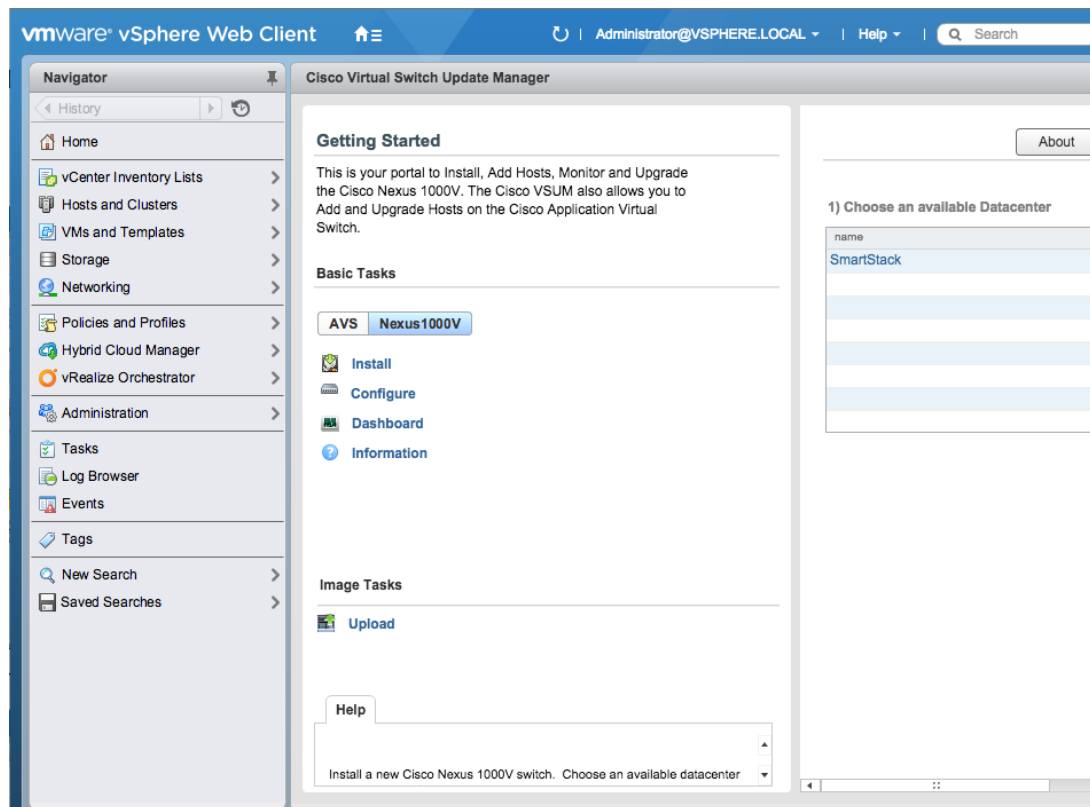 vmware® vSphere Web Client
Administrator@VSPHERE.LOCAL
Help
Search
Navigator
History
Home
vCenter Inventory Lists
Hosts and Clusters
VMs and Templates
Storage
Networking
Policies and Profiles
Hybrid Cloud Manager
vRealize Orchestrator
Administration
Tasks
Log Browser
Events
Tags
New Search
Saved Searches
Cisco Virtual Switch Update Manager
Getting Started
This is your portal to Install, Add Hosts, Monitor and Upgrade
the Cisco Nexus 1000V. The Cisco VSUM also allows you to
Add and Upgrade Hosts on the Cisco Application Virtual
Switch.
Basic Tasks
AVS Nexus1000V
Install
Configure
Dashboard
Information
Image Tasks
Upload
Help
Install a new Cisco Nexus 1000V switch. Choose an available datacenter
About
1) Choose an available Datacenter
name
SmartStack